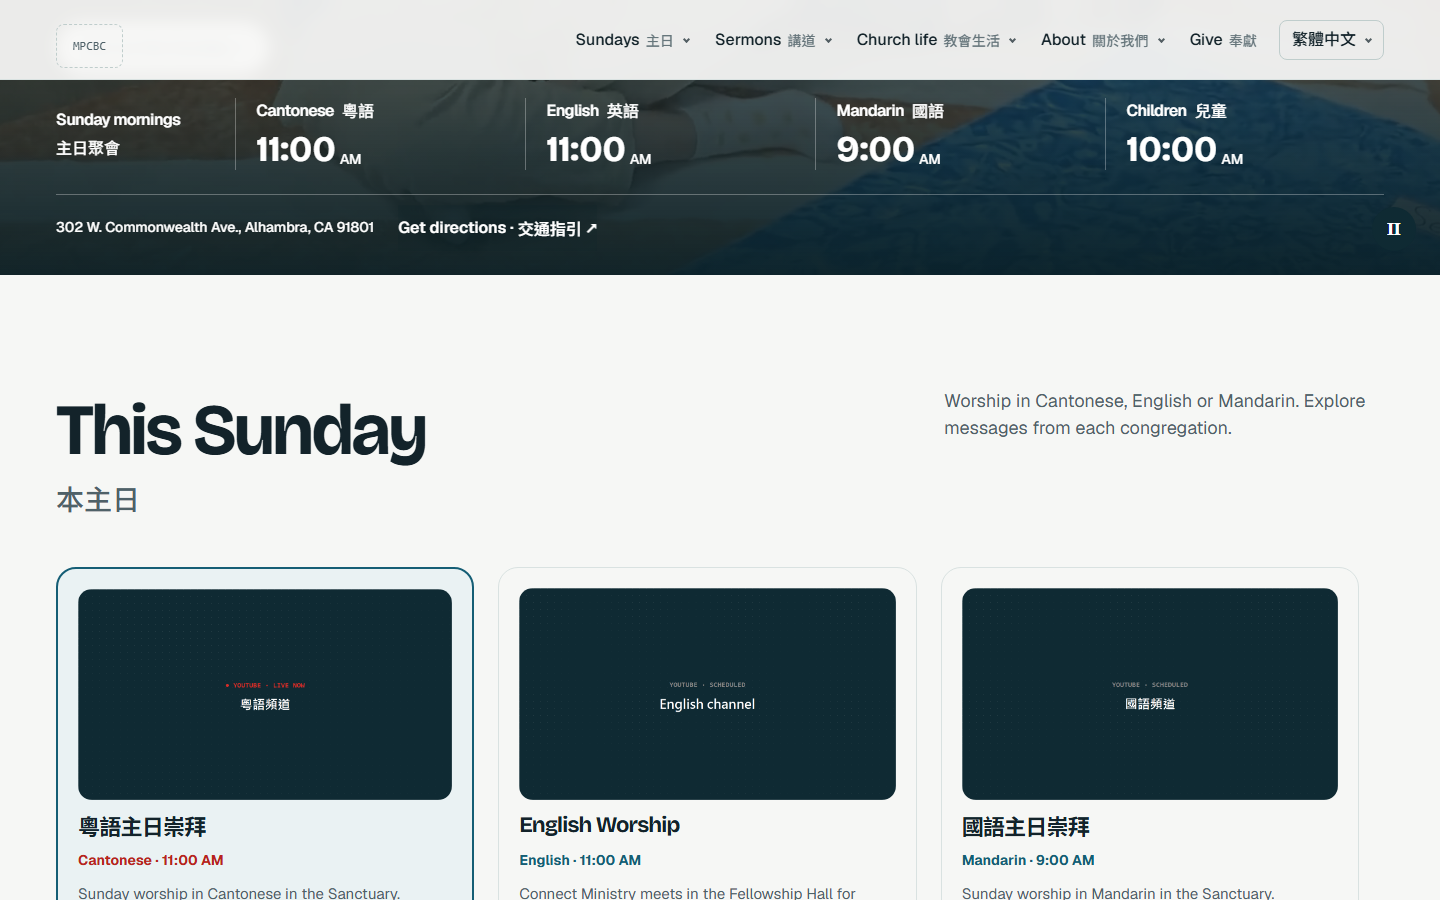 MPCBC
Sundays 主日
Sermons 講道
Church life 教會生活
About 關於我們
Give 奉獻
繁體中文
Sunday mornings
主日聚會
Cantonese 粵語
11:00 AM
English 英語
11:00 AM
Mandarin 國語
9:00 AM
Children 兒童
10:00 AM
302 W. Commonwealth Ave., Alhambra, CA 91801
Get directions · 交通指引 ↗
This Sunday
本主日
Worship in Cantonese, English or Mandarin. Explore
messages from each congregation.
● YOUTUBE · LIVE NOW
粵語頻道
粵語主日崇拜
Cantonese · 11:00 AM
Sunday worship in Cantonese in the Sanctuary.
YOUTUBE · SCHEDULED
English channel
English Worship
English · 11:00 AM
Connect Ministry meets in the Fellowship Hall for
YOUTUBE · SCHEDULED
國語頻道
國語主日崇拜
Mandarin · 9:00 AM
Sunday worship in Mandarin in the Sanctuary.